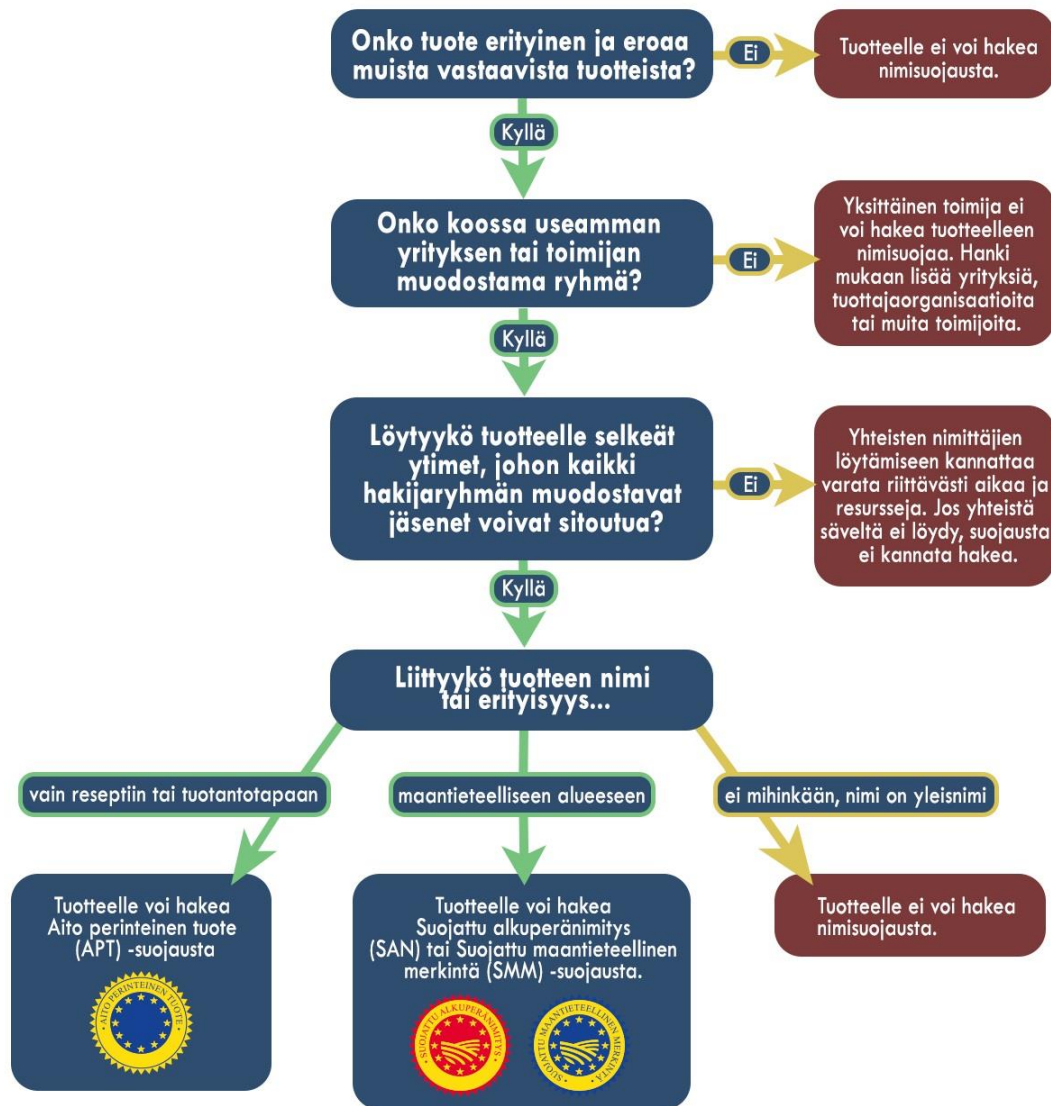 Onko tuote erityinen ja eroaa
muista vastaavista tuotteista?
Ei
Tuotteelle ei voi hakea
nimisuojausta.
Kyllä
Onko koossa useamman
yrityksen tai toimijan
muodostama ryhmä?
Ei
Yksittäinen toimija ei
voi hakea tuotteelleen
nimisuojaa. Hanki
mukaan lisää yrityksiä,
tuottajaorganisaatioita
tai muita toimijoita.
Kyllä
Löytyykö tuotteelle selkeät
ytimet, johon kaikki
hakijaryhmän muodostavat
jäsenet voivat sitoutua?
Ei
Yhteisten nimittäjien
löytämiseen kannattaa
varata riittävästi aikaa ja
resursseja. Jos yhteistä
säveltä ei löydy, suojausta
ei kannata hakea.
Kyllä
Liittyykö tuotteen nimi
tai erityisyys...
vain reseptiin tai tuotantotapaan
maantieteelliseen alueeseen
ei mihinkään, nimi on yleisnimi
Tuotteelle voi hakea
Aito perinteinen tuote
(APT) -suojausta
AITO PERINTEINEN TUOTE
Tuotteelle voi hakea
Suojattu alkuperänimitys
(SAN) tai Suojattu maantieteellinen
merkintä (SMM) -suojausta.
SUOJATTU ALKUPERÄNIMITYS
SUOJATTU MAANTIETEELLINEN MERKINTÄ
Tuotteelle ei voi hakea
nimisuojausta.